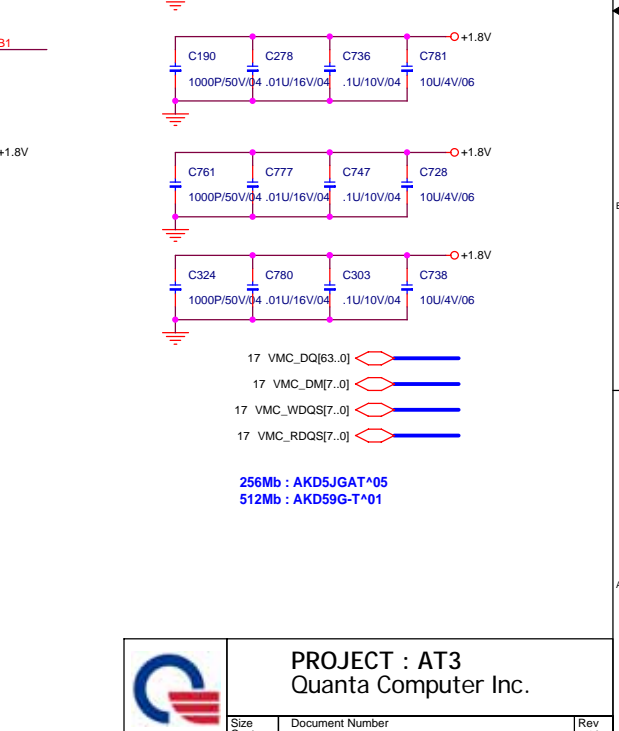 B1
+1.8V
C190 C278 C736 C781
1000P/50V/04 .01U/16V/04 .1U/10V/04 10U/4V/06
+1.8V
+1.8V
C761 C777 C747 C728
1000P/50V/04 .01U/16V/04 .1U/10V/04 10U/4V/06
+1.8V
C324 C780 C303 C738
1000P/50V/04 .01U/16V/04 .1U/10V/04 10U/4V/06
17 VMC_DQ[63..0]
17 VMC_DM[7..0]
17 VMC_WDQS[7..0]
17 VMC_RDQS[7..0]
256Mb : AKD5JGAT^05
512Mb : AKD59G-T^01
PROJECT : AT3
Quanta Computer Inc.
Size Document Number Rev